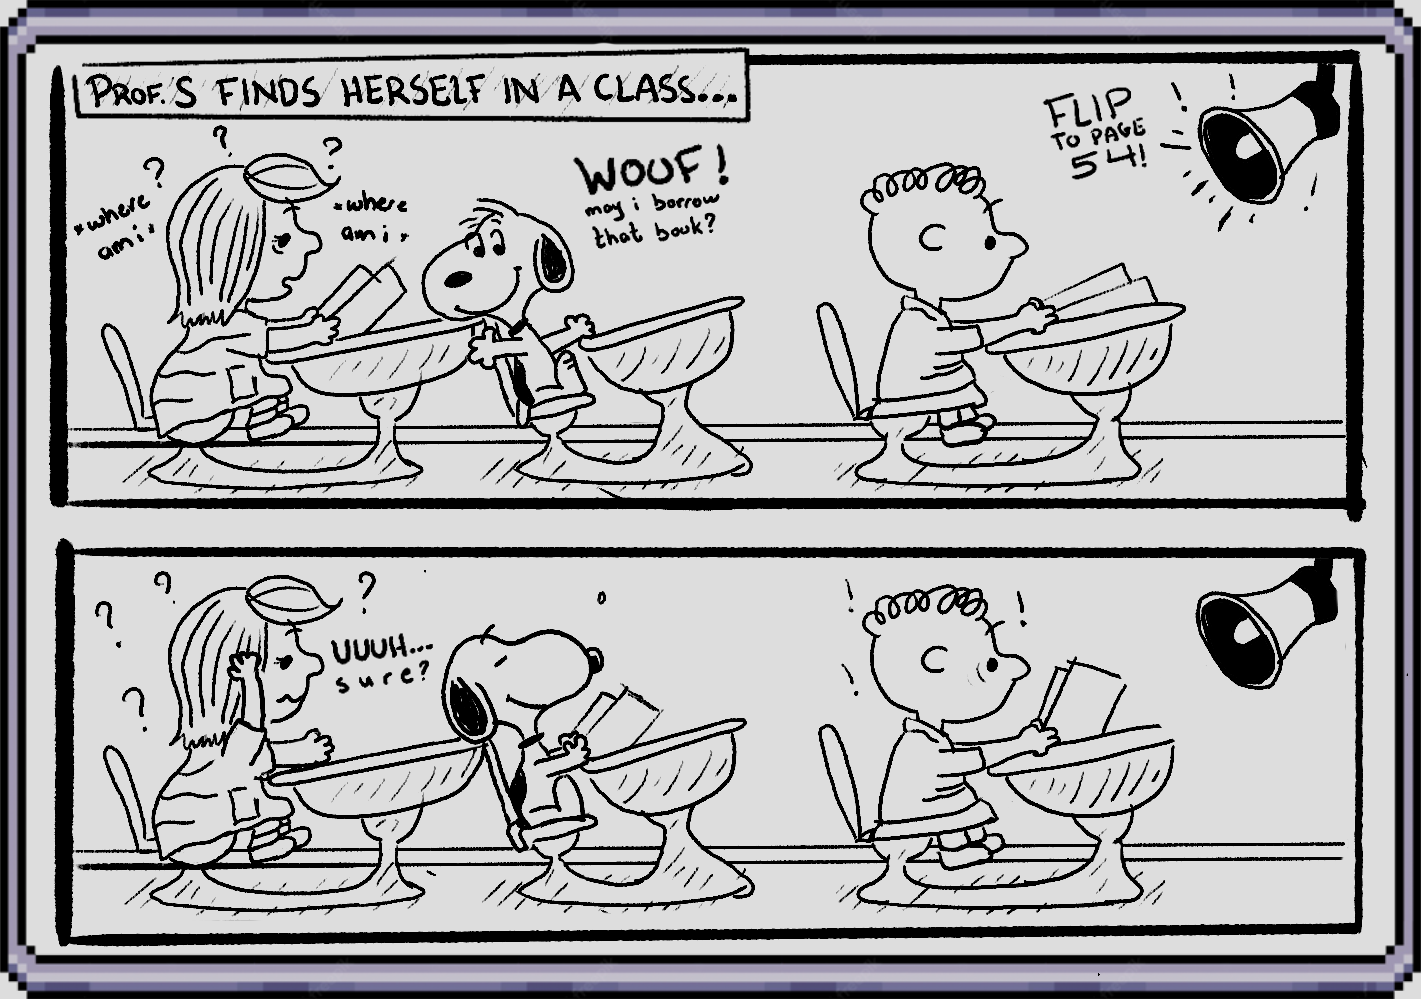 PROF. S FINDS HERSELF IN A CLASS...
?
?
?
*where
am i*
*where
am i*
WOUF!
may i borrow
that book?
FLIP
TO PAGE
54!
! !
!
?
?
?
?
UUUH...
sure?
!
!
!